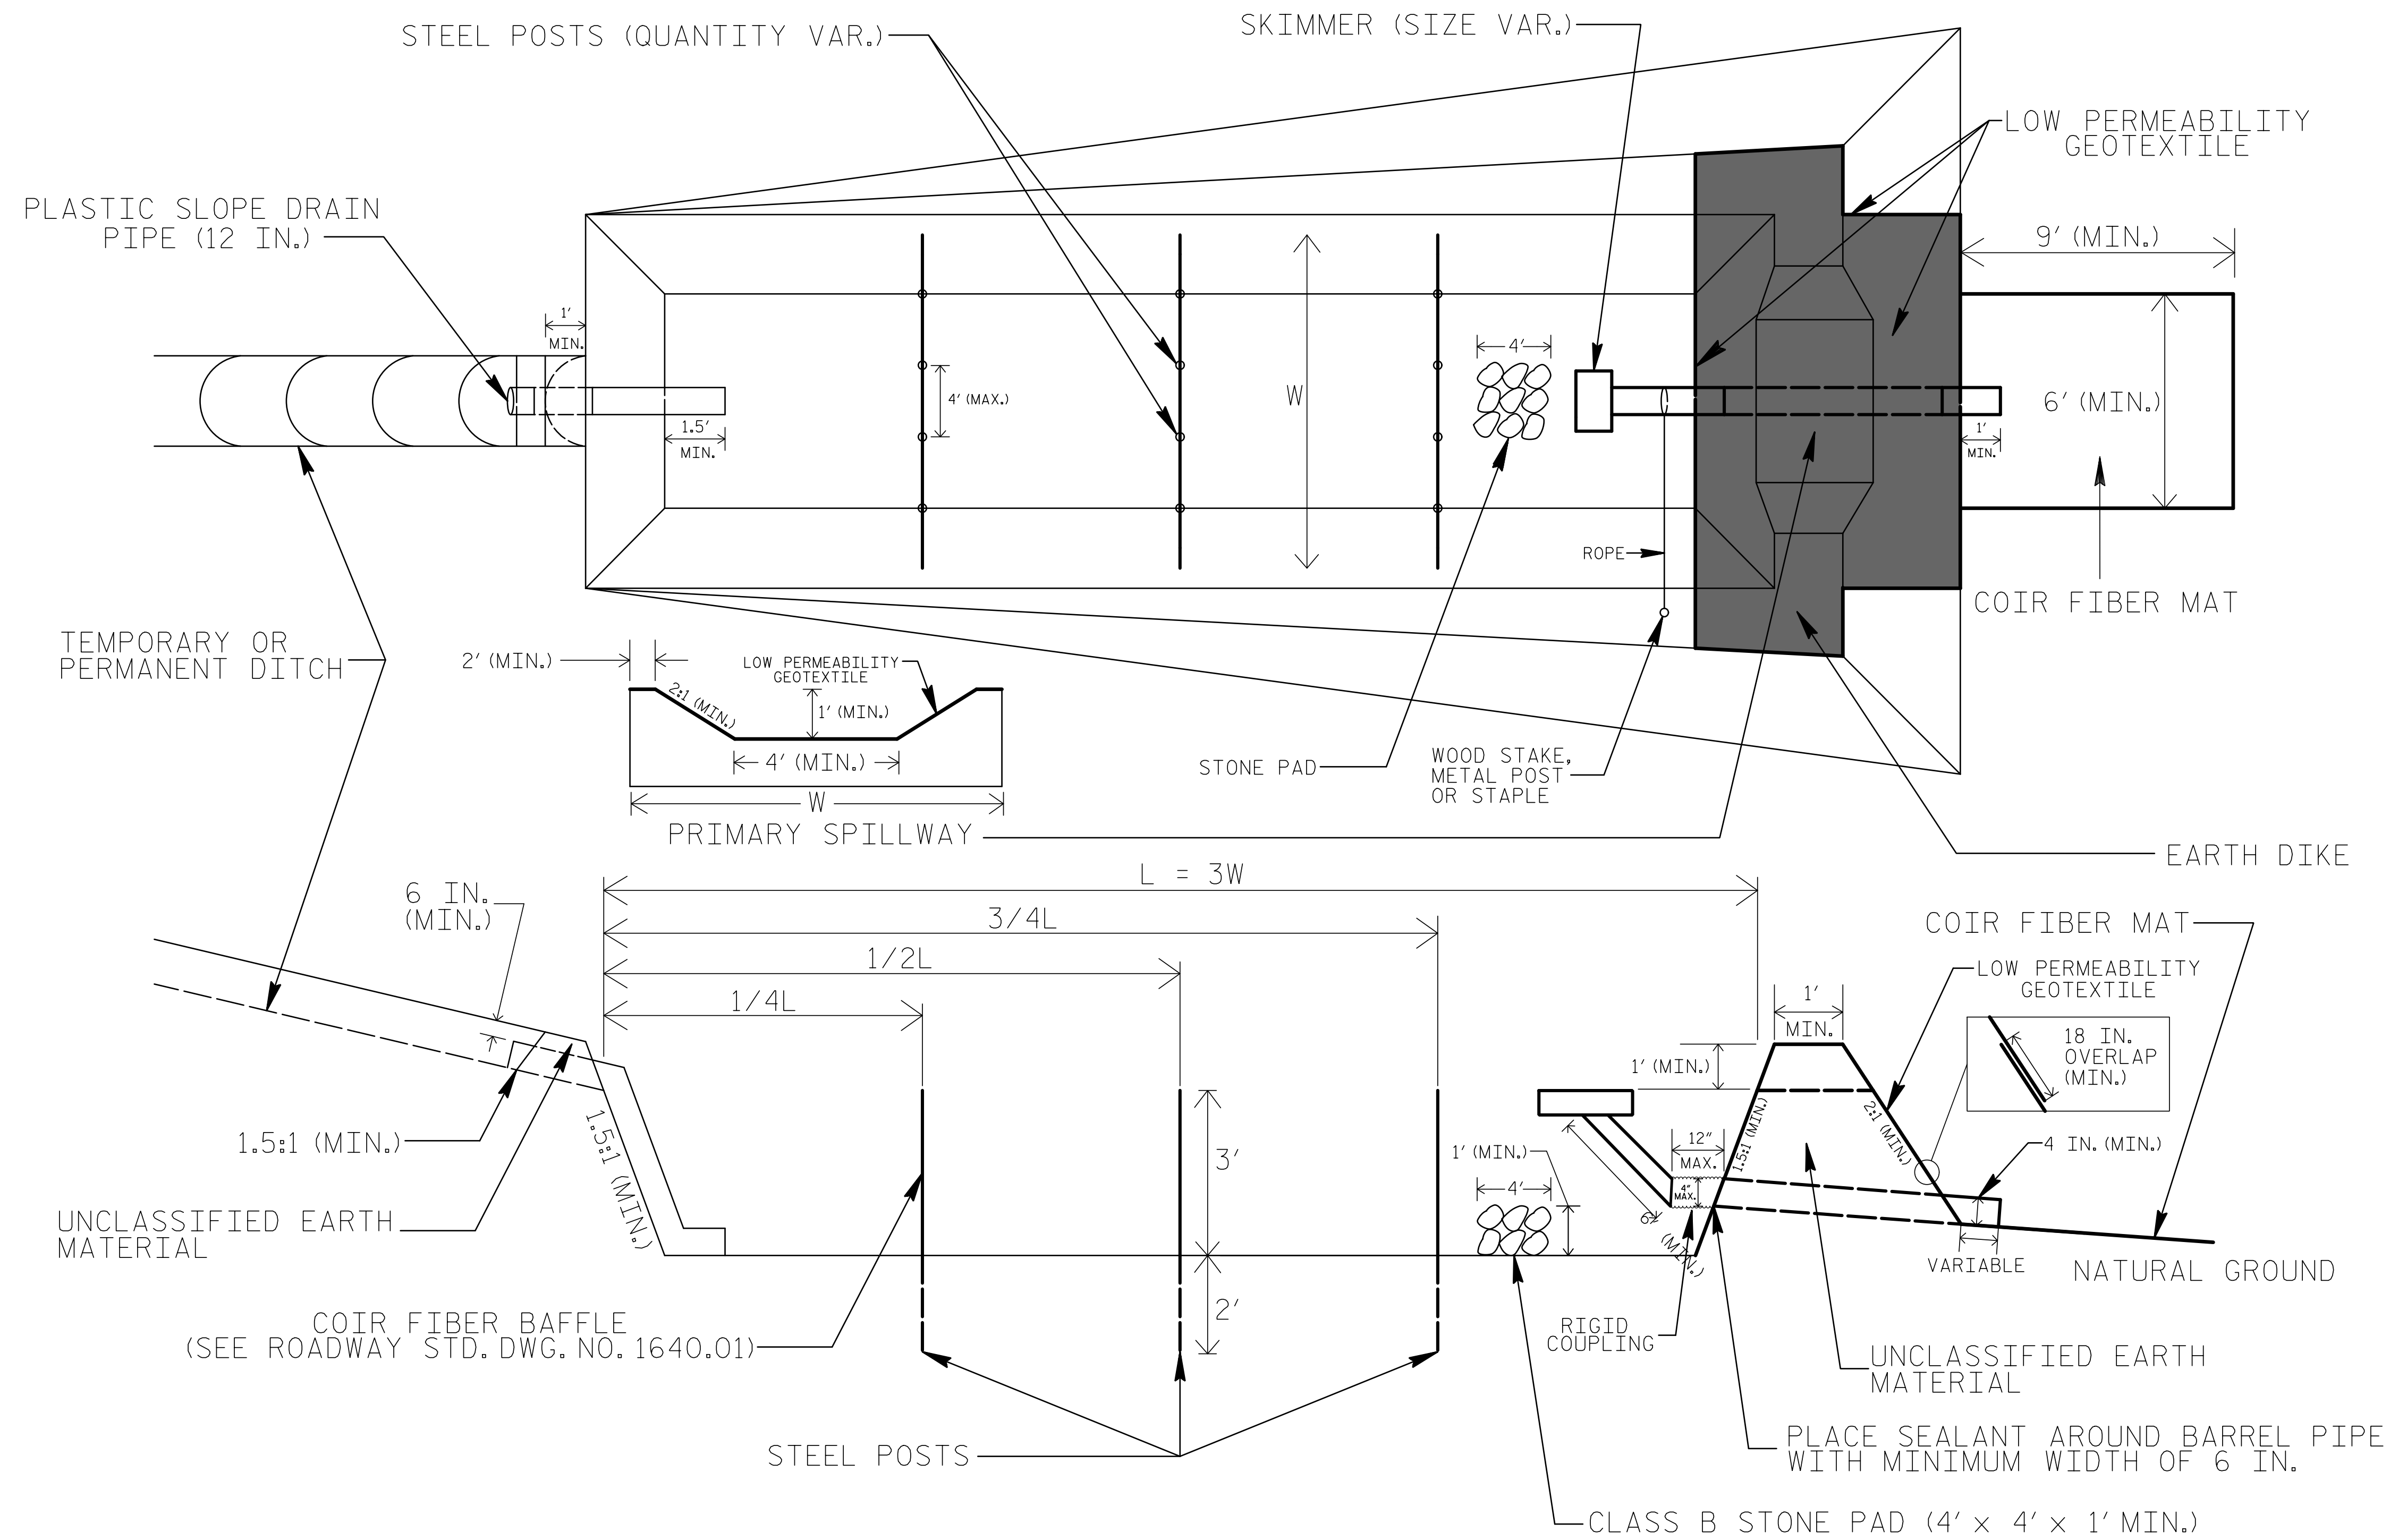 STEEL POSTS (QUANTITY VAR.)
SKIMMER (SIZE VAR.)
LOW PERMEABILITY
GEOTEXTILE
PLASTIC SLOPE DRAIN
PIPE (12 IN.)
9' (MIN.)
1'
MIN.
4'
4' (MAX.)
W
6' (MIN.)
1.5'
MIN.
1'
MIN.
ROPE
COIR FIBER MAT
TEMPORARY OR
PERMANENT DITCH
2' (MIN.)
LOW PERMEABILITY
GEOTEXTILE
2:1 (MIN.)
1' (MIN.)
4' (MIN.)
W
PRIMARY SPILLWAY
STONE PAD
WOOD STAKE,
METAL POST
OR STAPLE
EARTH DIKE
L = 3W
6 IN.
(MIN.)
3/4L
COIR FIBER MAT
1/2L
LOW PERMEABILITY
GEOTEXTILE
1/4L
1'
MIN.
18 IN.
OVERLAP
(MIN.)
1' (MIN.)
1.5:1 (MIN.)
1.5:1 (MIN.)
3'
1' (MIN.)
12"
MAX.
1.5:1 (MIN.)
2:1 (MIN.)
4 IN. (MIN.)
4'
4"
MAX.
(MIN.)
UNCLASSIFIED EARTH
MATERIAL
VARIABLE
NATURAL GROUND
2'
COIR FIBER BAFFLE
(SEE ROADWAY STD. DWG. NO. 1640.01)
RIGID
COUPLING
UNCLASSIFIED EARTH
MATERIAL
STEEL POSTS
PLACE SEALANT AROUND BARREL PIPE
WITH MINIMUM WIDTH OF 6 IN.
CLASS B STONE PAD (4' x 4' x 1' MIN.)